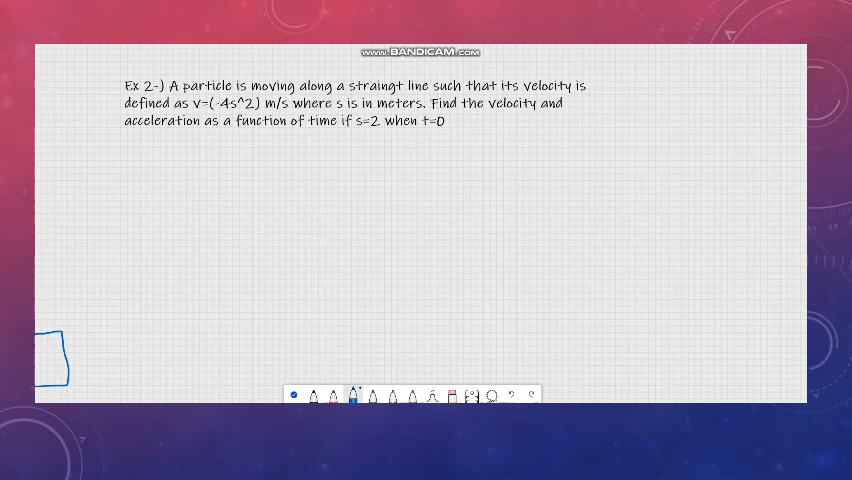 www.BANDICAM.com
Ex 2-) A particle is moving along a straingt line such that its velocity is
defined as v=(-4s^2) m/s where s is in meters. Find the velocity and
acceleration as a function of time if s=2 when t=0